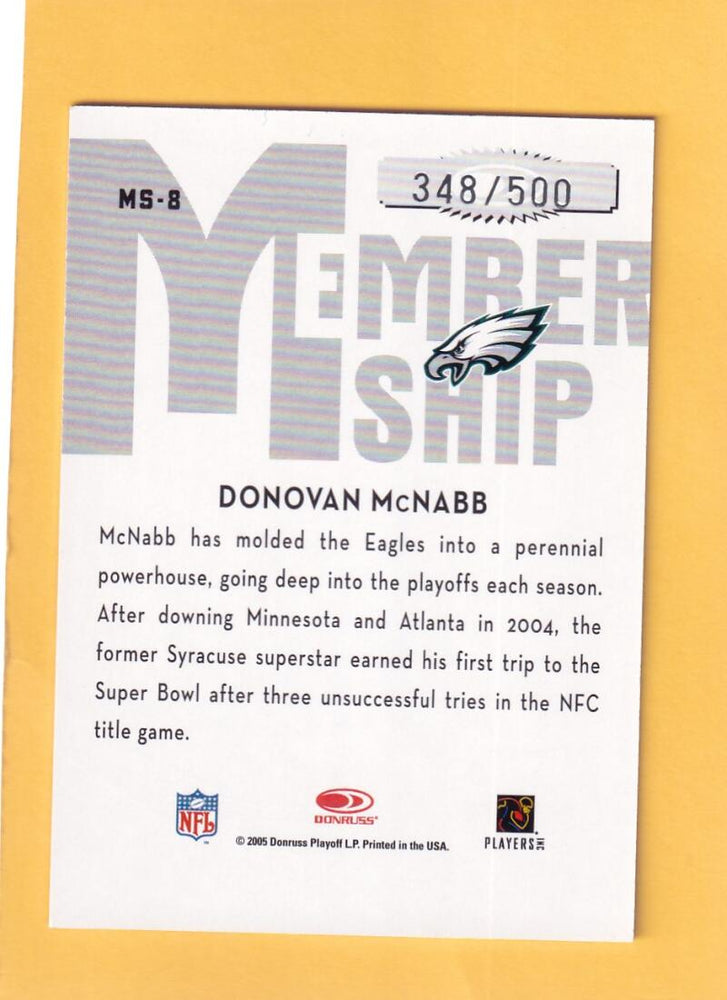 MS-8
348/500
MEMBER
SHIP
DONOVAN McNABB
McNabb has molded the Eagles into a perennial
powerhouse, going deep into the playoffs each season.
After downing Minnesota and Atlanta in 2004, the
former Syracuse superstar earned his first trip to the
Super Bowl after three unsuccessful tries in the NFC
title game.
NFL
DONRUSS
PLAYERS INC
© 2005 Donruss Playoff L.P. Printed in the USA.